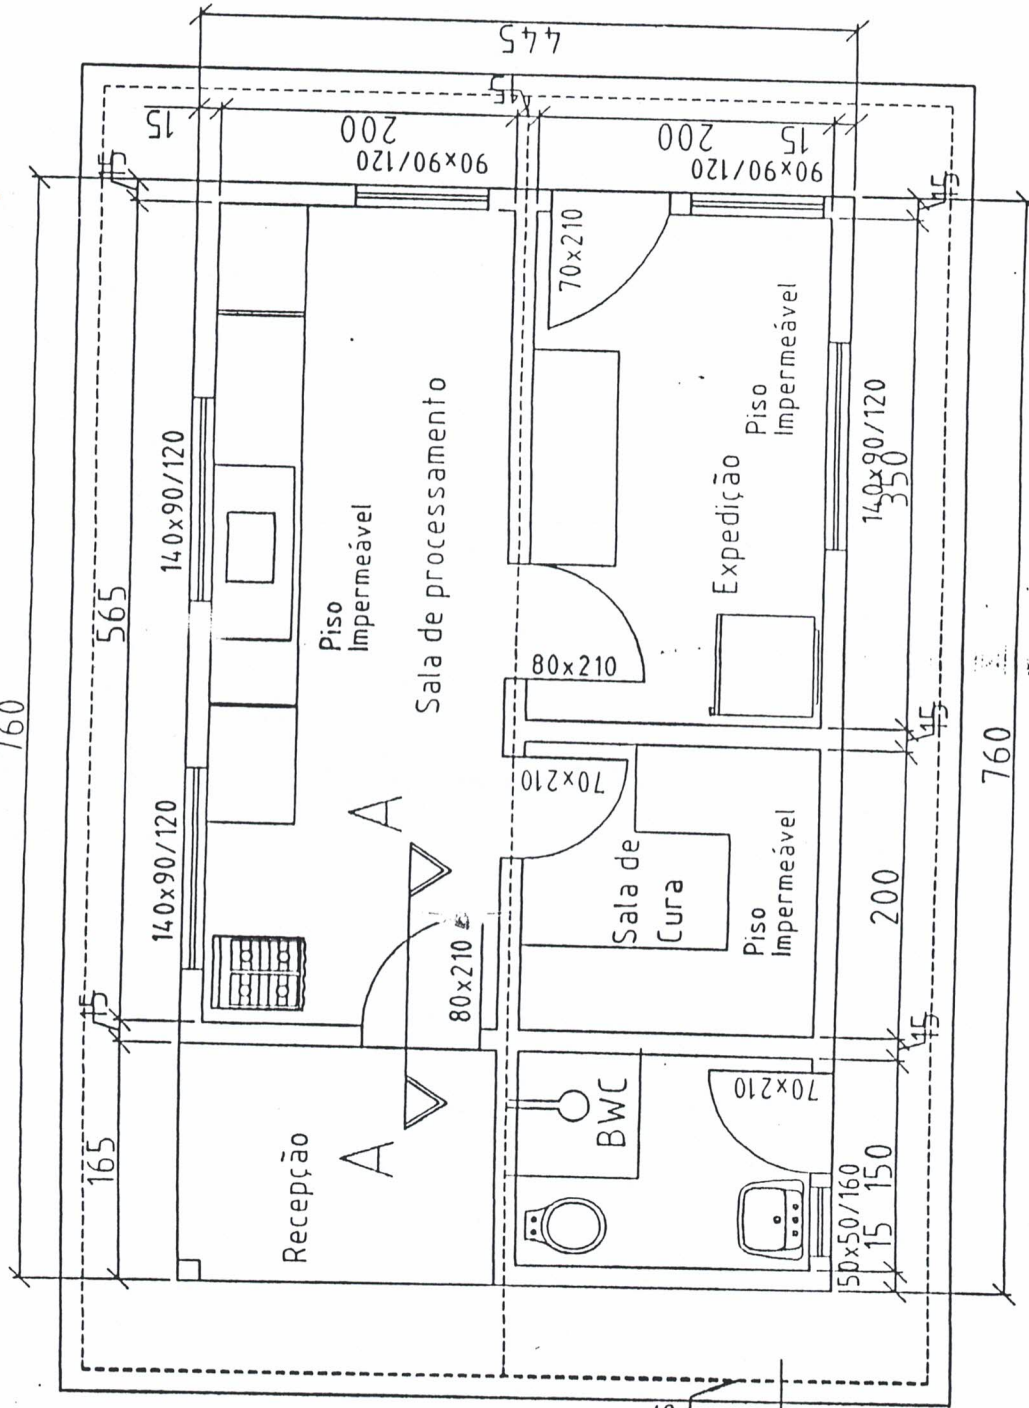 445
15
15
200
200
15
15
90x90/120
90x90/120
15
70x210
140x90/120
Piso
Impermeável
Sala de processamento
Piso
Impermeável
Expedição
140x90/120
350
565
760
80x210
15
760
70x210
140x90/120
A
Sala de
Cura
Piso
Impermeável
200
80x210
15
15
165
Recepção
A
BWC
70x210
50x50/160
150
15